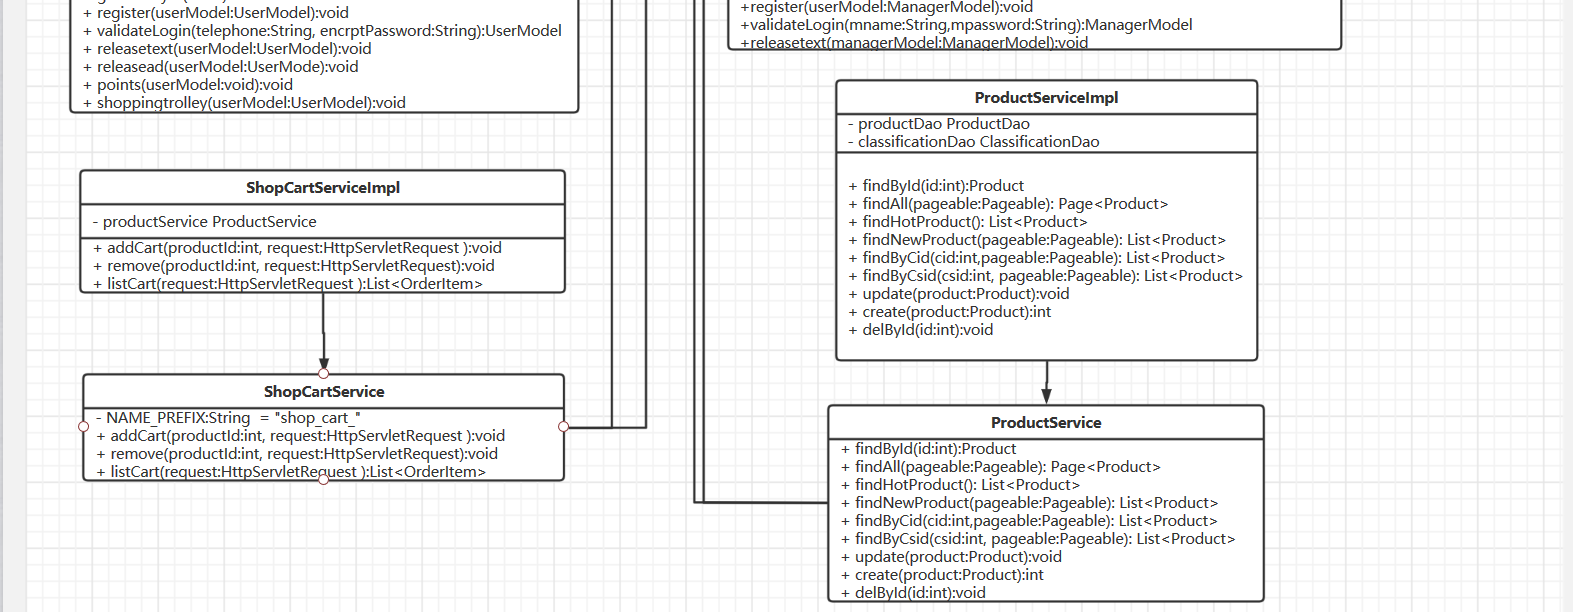 + register(userModel:UserModel):void
+ validateLogin(telephone:String, encrptPassword:String):UserModel
+ releasetext(userModel:UserModel):void
+ releasead(userModel:UserMode):void
+ points(userModel:void):void
+ shoppingtrolley(userModel:UserModel):void
+register(userModel:ManagerModel):void
+validateLogin(mname:String,mpassword:String):ManagerModel
+releasetext(managerModel:ManagerModel):void
ProductServiceImpl
- productDao ProductDao
- classificationDao ClassificationDao
+ findById(id:int):Product
+ findAll(pageable:Pageable): Page<Product>
+ findHotProduct(): List<Product>
+ findNewProduct(pageable:Pageable): List<Product>
+ findByCid(cid:int,pageable:Pageable): List<Product>
+ findByCsid(csid:int, pageable:Pageable): List<Product>
+ update(product:Product):void
+ create(product:Product):int
+ delById(id:int):void
ShopCartServiceImpl
- productService ProductService
+ addCart(productId:int, request:HttpServletRequest ):void
+ remove(productId:int, request:HttpServletRequest):void
+ listCart(request:HttpServletRequest ):List<OrderItem>
ShopCartService
- NAME_PREFIX:String  = "shop_cart_"
+ addCart(productId:int, request:HttpServletRequest ):void
+ remove(productId:int, request:HttpServletRequest):void
+ listCart(request:HttpServletRequest ):List<OrderItem>
ProductService
+ findById(id:int):Product
+ findAll(pageable:Pageable): Page<Product>
+ findHotProduct(): List<Product>
+ findNewProduct(pageable:Pageable): List<Product>
+ findByCid(cid:int,pageable:Pageable): List<Product>
+ findByCsid(csid:int, pageable:Pageable): List<Product>
+ update(product:Product):void
+ create(product:Product):int
+ delById(id:int):void